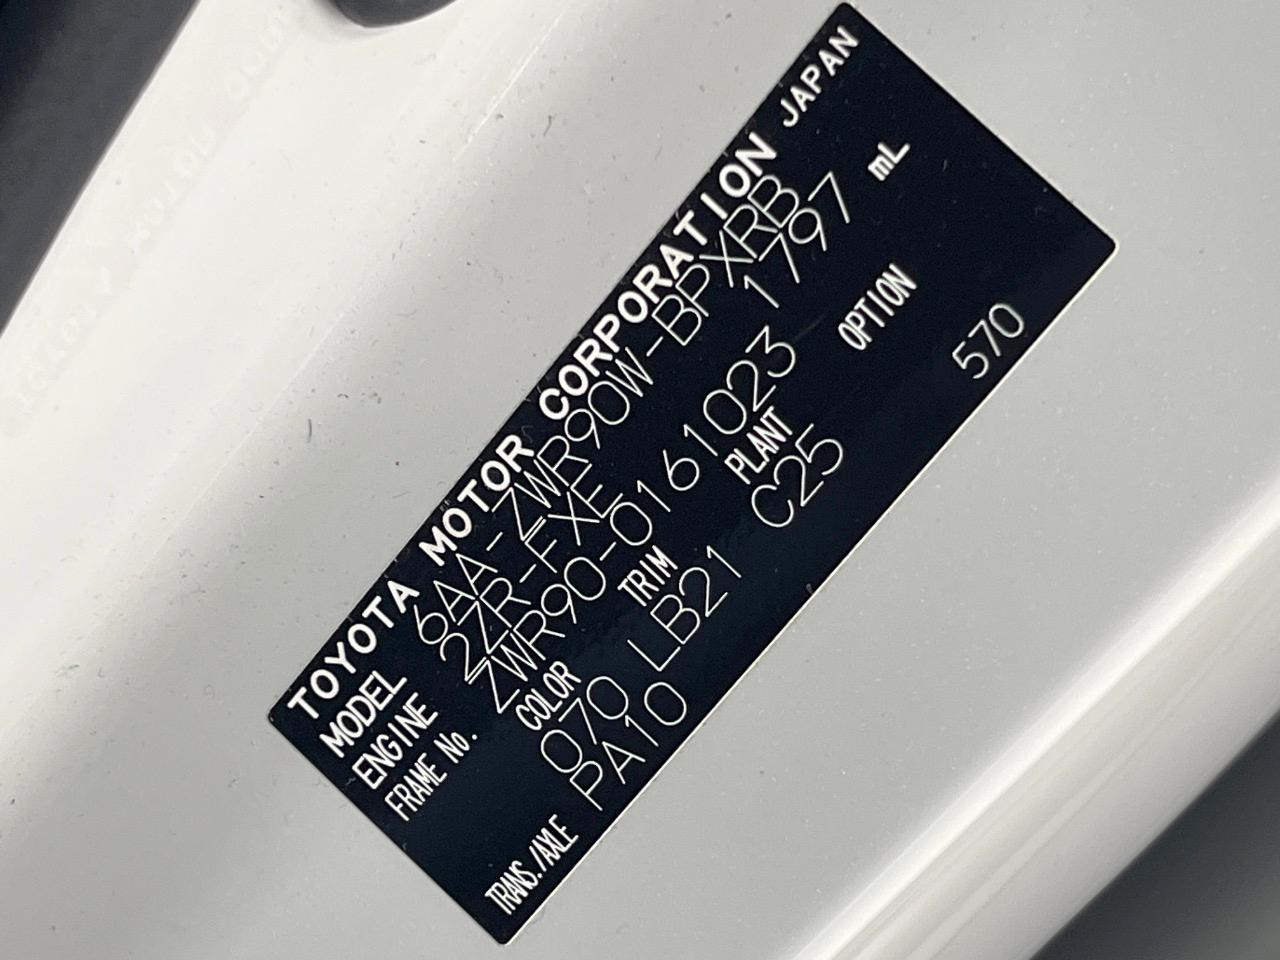 TOYOTA MOTOR CORPORATION JAPAN
MODEL 6AA-ZWR90W-BPXRB
ENGINE 2ZR-FXE 1797 mL
FRAME No. ZWR90-0161023
COLOR TRIM PLANT OPTION
070 LB21 C25 570
TRANS./AXLE PA10